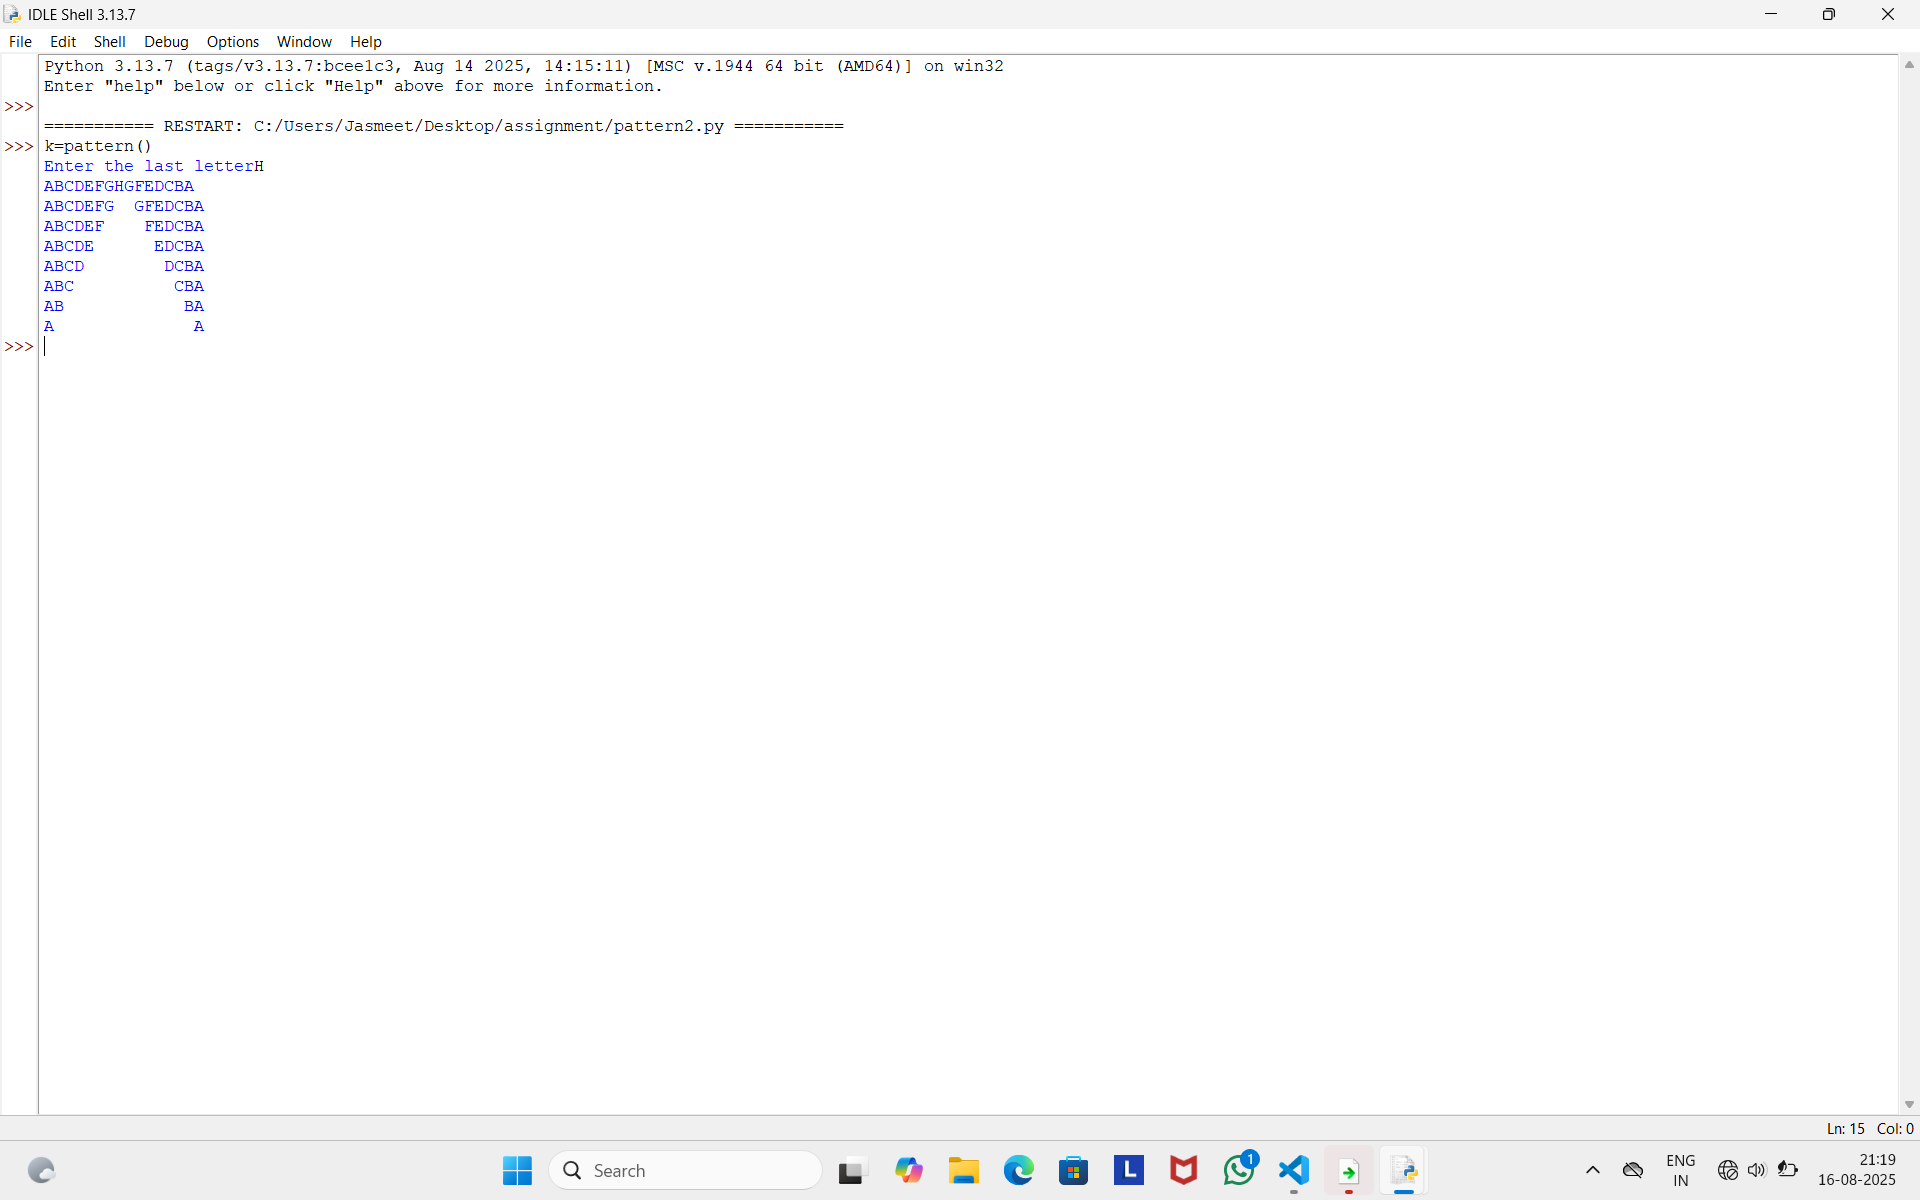 IDLE Shell 3.13.7
File Edit Shell Debug Options Window Help
Python 3.13.7 (tags/v3.13.7:bcee1c3, Aug 14 2025, 14:15:11) [MSC v.1944 64 bit (AMD64)] on win32
Enter "help" below or click "Help" above for more information.
>>>
=========== RESTART: C:/Users/Jasmeet/Desktop/assignment/pattern2.py ===========
>>> k=pattern()
Enter the last letterH
ABCDEFGHGFEDCBA
ABCDEFG  GFEDCBA
ABCDEF    FEDCBA
ABCDE      EDCBA
ABCD        DCBA
ABC          CBA
AB            BA
A              A
>>>
Ln: 15 Col: 0
Search
L
1
ENG
IN
21:19
16-08-2025